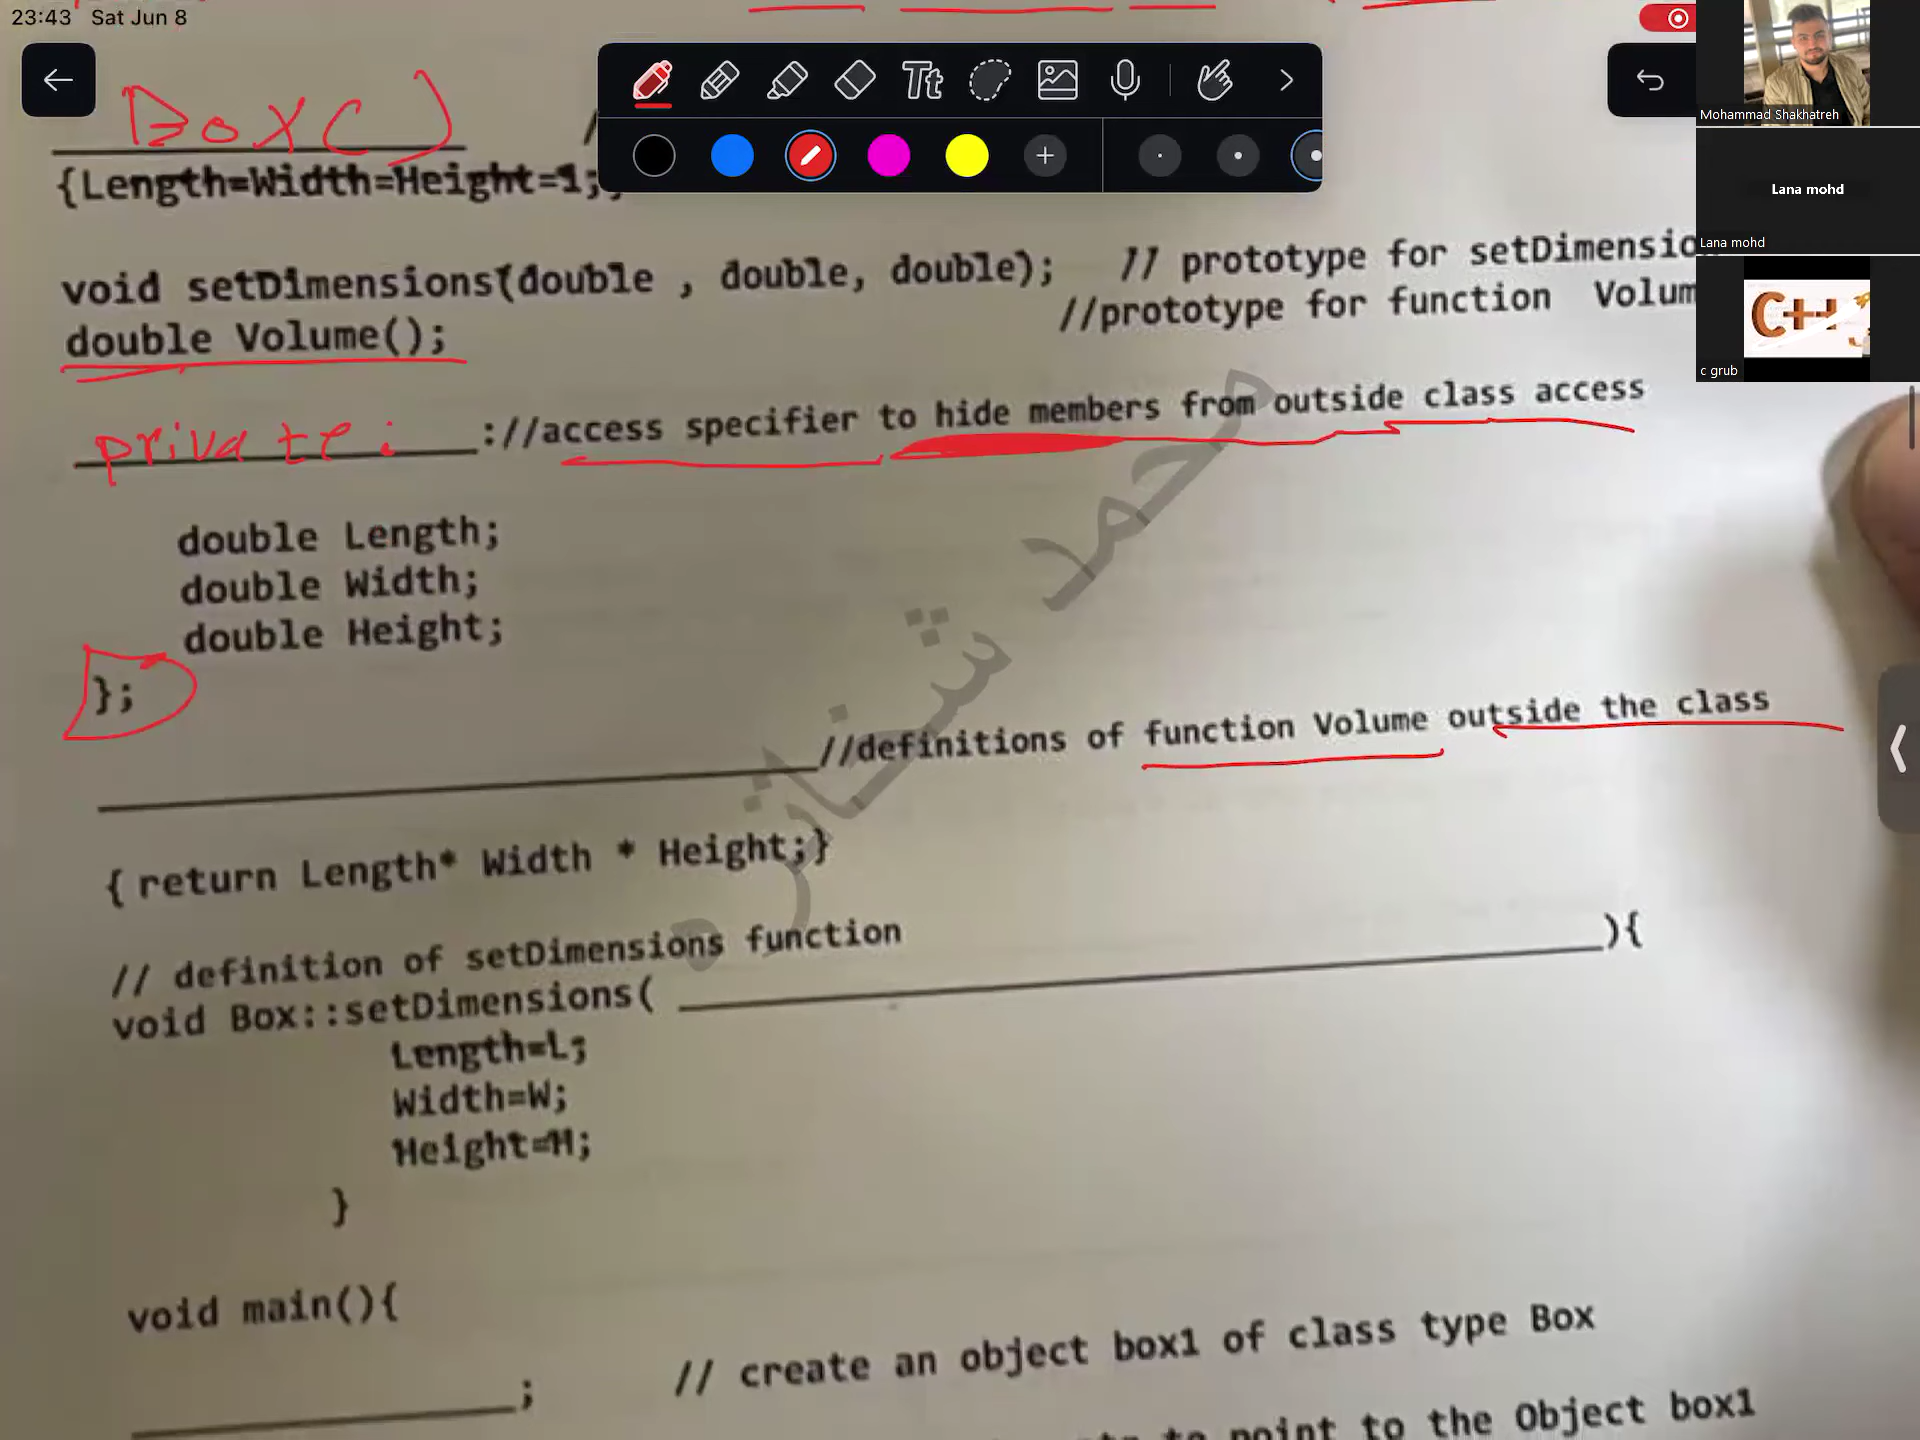 23:43 Sat Jun 8
Tt
Mohammad Shakhatreh
Lana mohd
Lana mohd
C++
c grub
Box()
{Length=Width=Height=1;
void setDimensions(double , double, double); // prototype for setDimensio
double Volume(); //prototype for function Volum
private: ://access specifier to hide members from outside class access
double Length;
double Width;
double Height;
};
//definitions of function Volume outside the class
{ return Length* Width * Height;}
// definition of setDimensions function
void Box::setDimensions( ){
Length=L;
Width=W;
Height=H;
}
void main(){
; // create an object box1 of class type Box
to point to the Object box1
محمد شخاتره